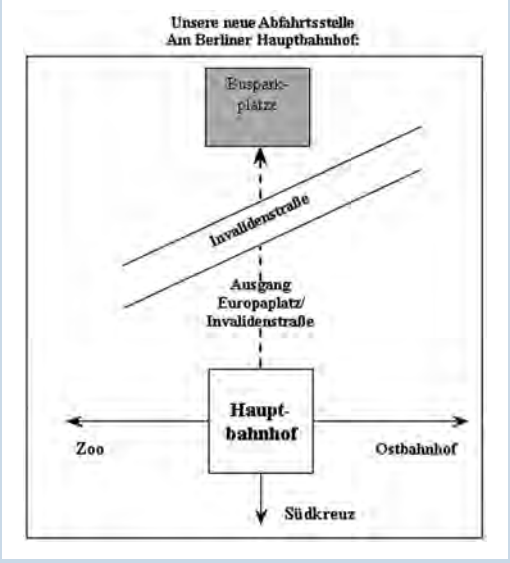 Unsere neue Abfahrtsstelle
Am Berliner Hauptbahnhof:
Buspark-
plätze
Invalidenstraße
Ausgang
Europaplatz/
Invalidenstraße
Haupt-
bahnhof
Zoo
Ostbahnhof
Südkreuz